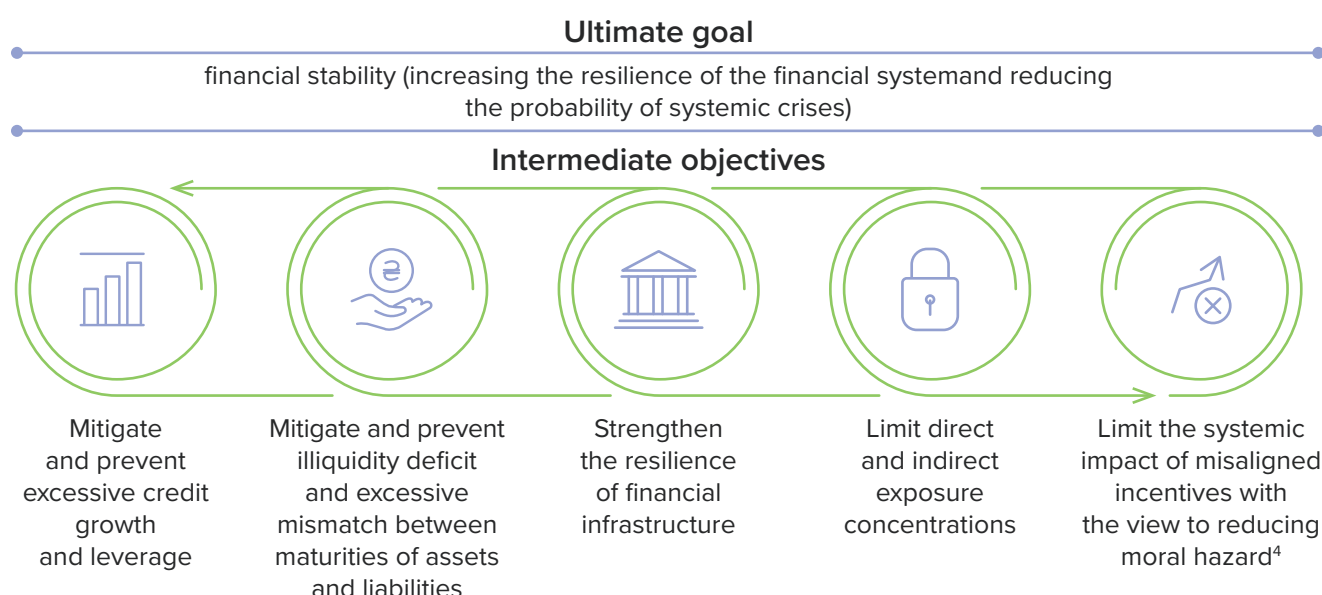 Ultimate goal
financial stability (increasing the resilience of the financial systemand reducing
the probability of systemic crises)
Intermediate objectives
₴
Mitigate
and prevent
excessive credit
growth
and leverage
Mitigate and prevent
illiquidity deficit
and excessive
mismatch between
maturities of assets
and liabilities
Strengthen
the resilience
of financial
infrastructure
Limit direct
and indirect
exposure
concentrations
Limit the systemic
impact of misaligned
incentives with
the view to reducing
moral hazard⁴